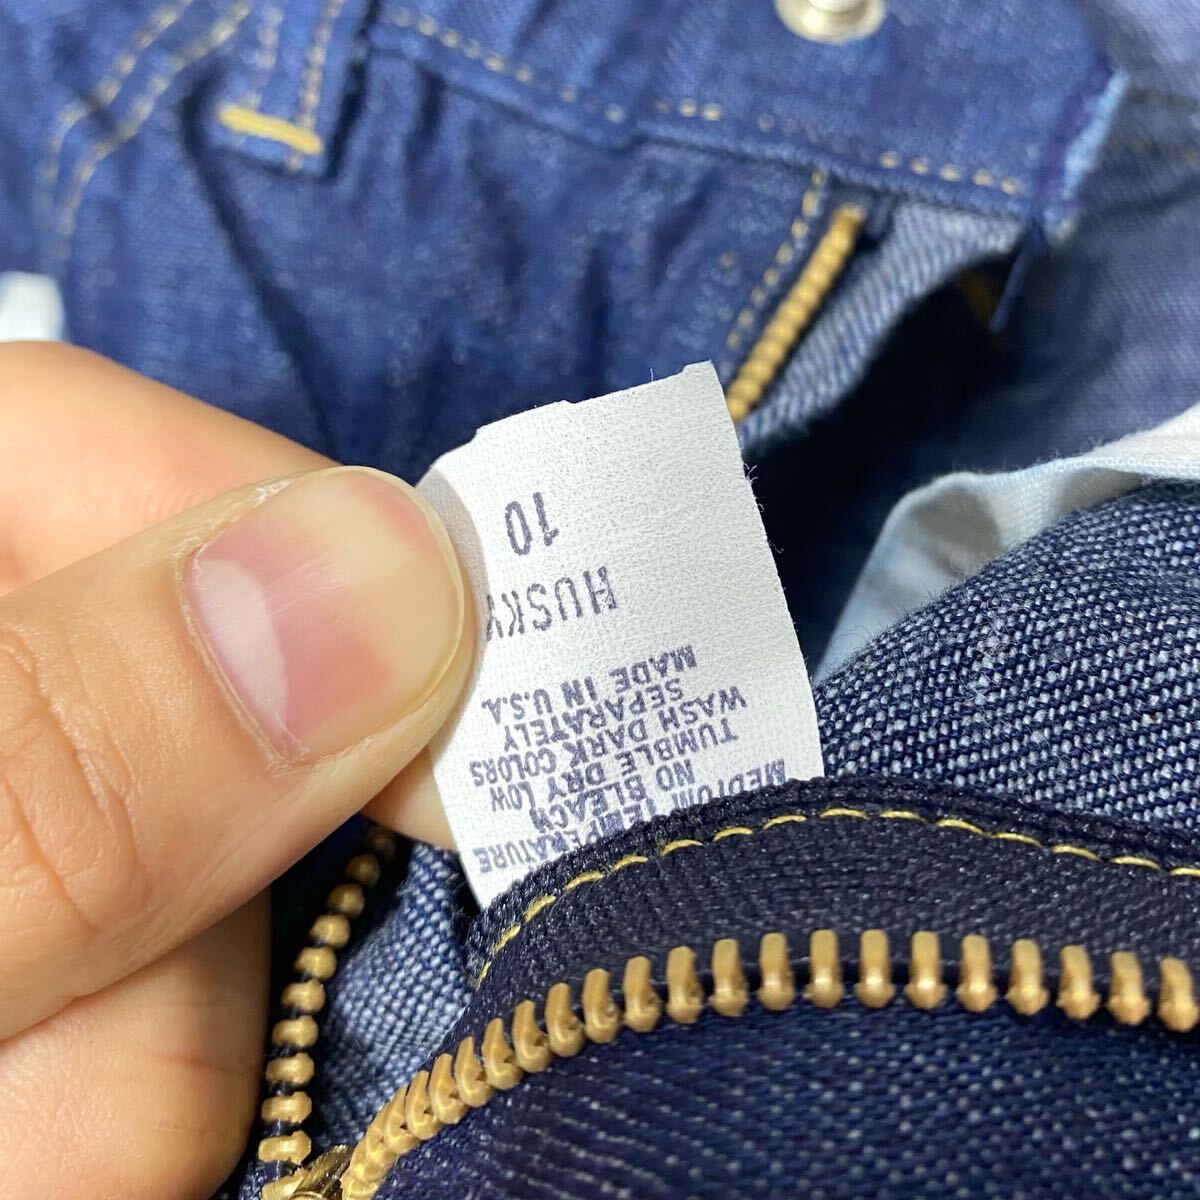 MEDIUM TEMPERATURE
NO BLEACH
TUMBLE DRY LOW
WASH DARK COLORS
SEPARATELY
MADE IN U.S.A.
HUSKY
10